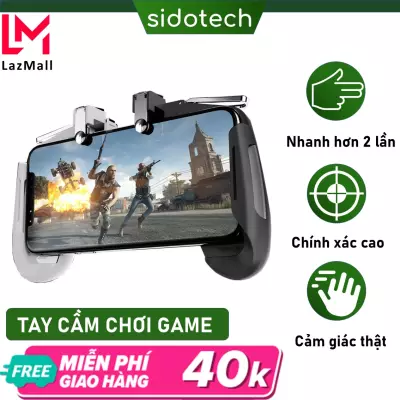 LM
LazMall
sidotech
Nhanh hơn 2 lần
Chính xác cao
Cảm giác thật
TAY CẦM CHƠI GAME
FREE
MIỄN PHÍ
GIAO HÀNG
40k